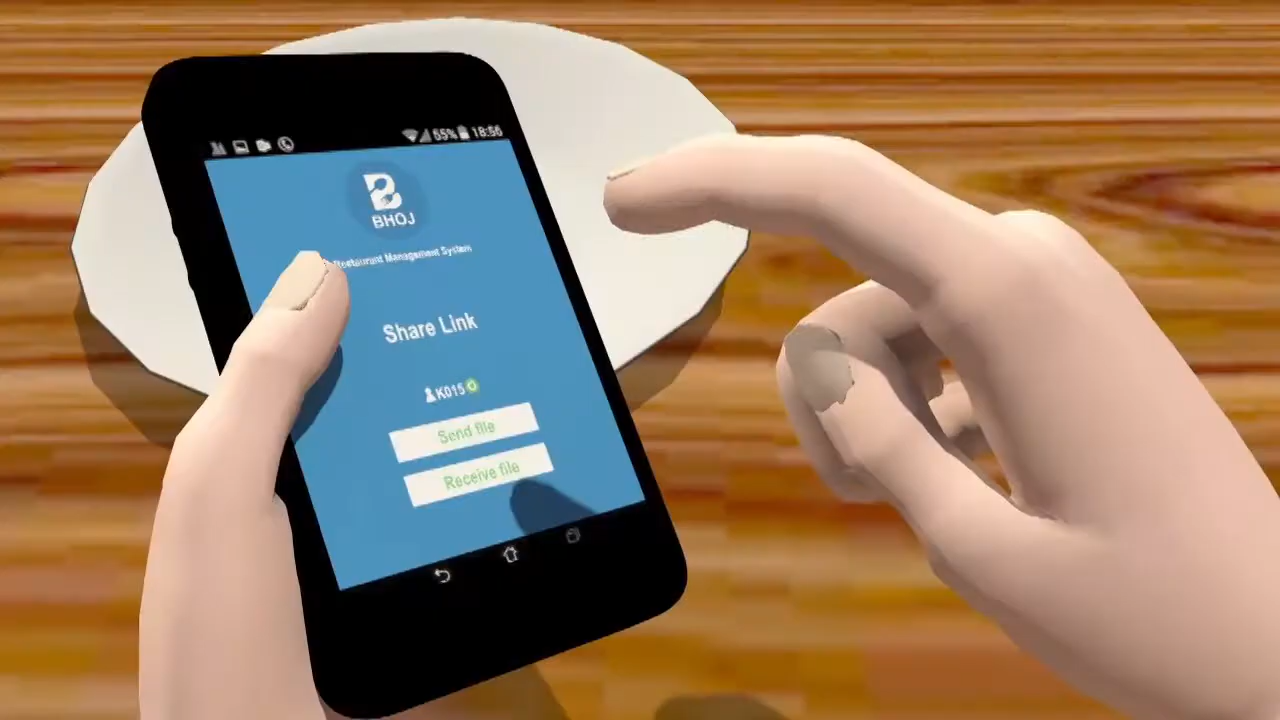 55% 18:56
BHOJ
Restaurant Management System
Share Link
K015
Send file
Receive file